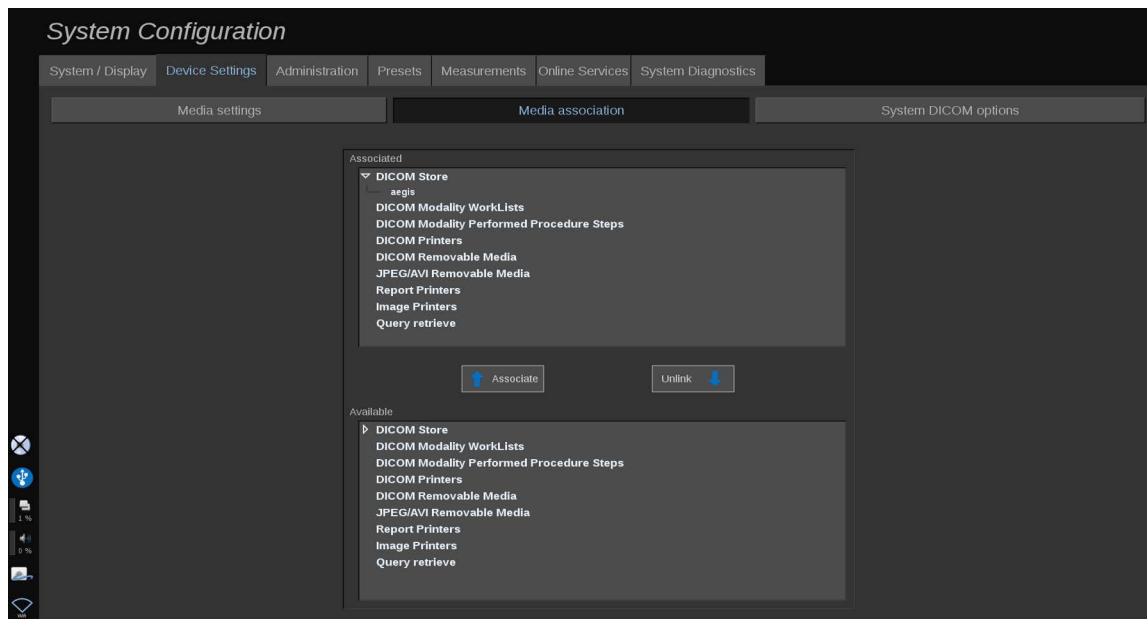 System Configuration
System / Display Device Settings Administration Presets Measurements Online Services System Diagnostics
Media settings Media association System DICOM options
Associated
DICOM Store
aegis
DICOM Modality WorkLists
DICOM Modality Performed Procedure Steps
DICOM Printers
DICOM Removable Media
JPEG/AVI Removable Media
Report Printers
Image Printers
Query retrieve
Associate Unlink
Available
DICOM Store
DICOM Modality WorkLists
DICOM Modality Performed Procedure Steps
DICOM Printers
DICOM Removable Media
JPEG/AVI Removable Media
Report Printers
Image Printers
Query retrieve
1 %
0 %